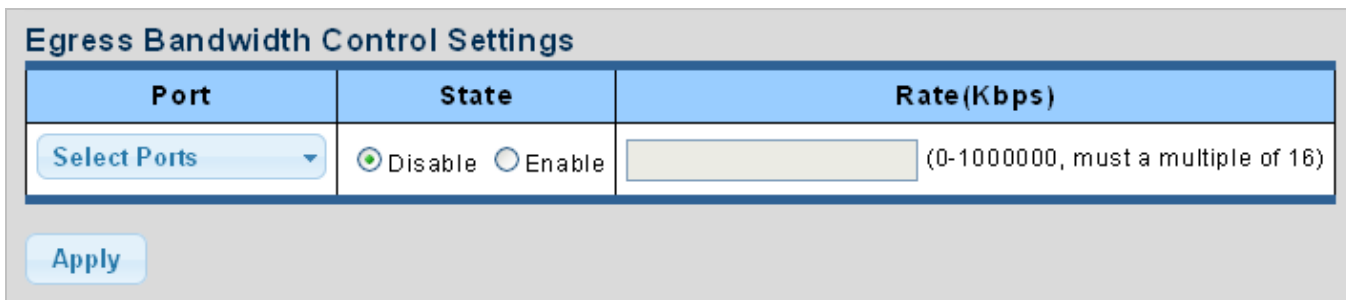 Egress Bandwidth Control Settings
Port State Rate(Kbps)
Select Ports Disable Enable (0-1000000, must a multiple of 16)
Apply